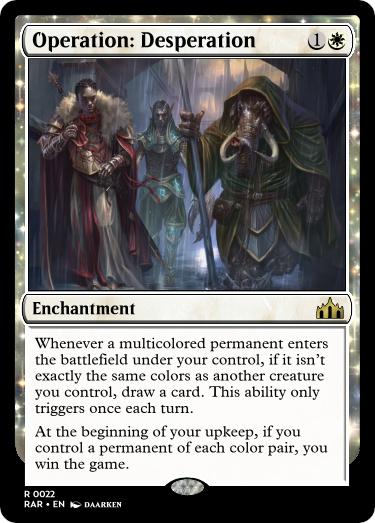 Operation: Desperation 1
Enchantment
Whenever a multicolored permanent enters
the battlefield under your control, if it isn't
exactly the same colors as another creature
you control, draw a card. This ability only
triggers once each turn.
At the beginning of your upkeep, if you
control a permanent of each color pair, you
win the game.
R 0022
RAR • EN DAARKEN